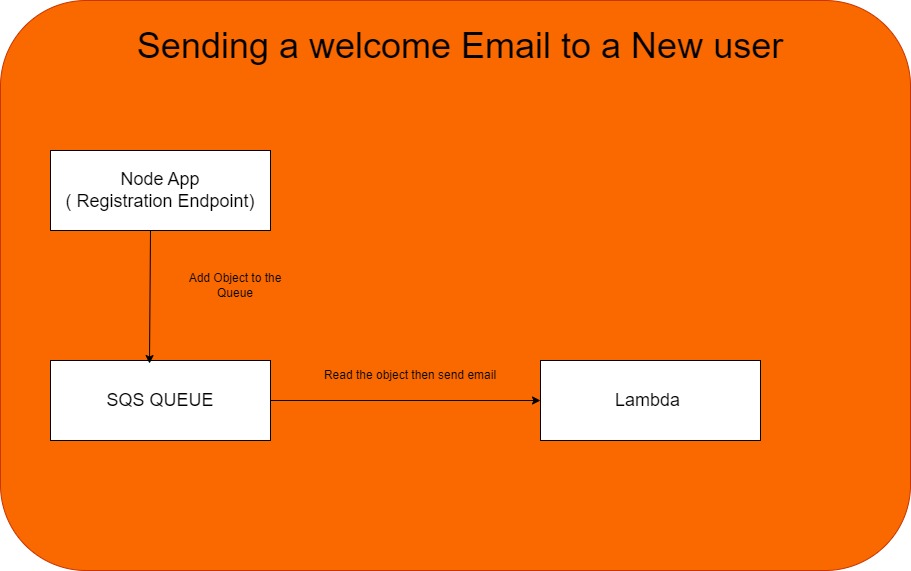 Sending a welcome Email to a New user
Node App
( Registration Endpoint)
Add Object to the
Queue
SQS QUEUE
Read the object then send email
Lambda